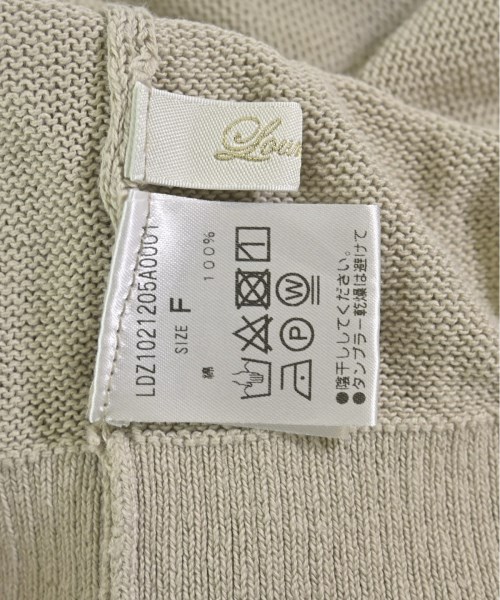 Loun
LDZ1021205A0001
SIZE F
綿 100%
P W
●陰干ししてください。
●タンブラー乾燥は避けて